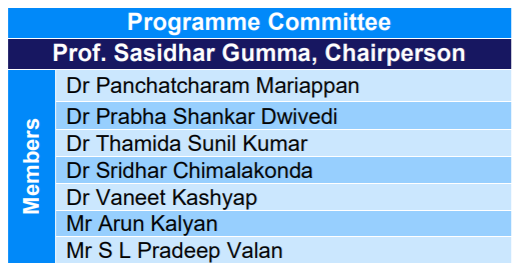 Programme Committee
Prof. Sasidhar Gumma, Chairperson
Members
Dr Panchatcharam Mariappan
Dr Prabha Shankar Dwivedi
Dr Thamida Sunil Kumar
Dr Sridhar Chimalakonda
Dr Vaneet Kashyap
Mr Arun Kalyan
Mr S L Pradeep Valan